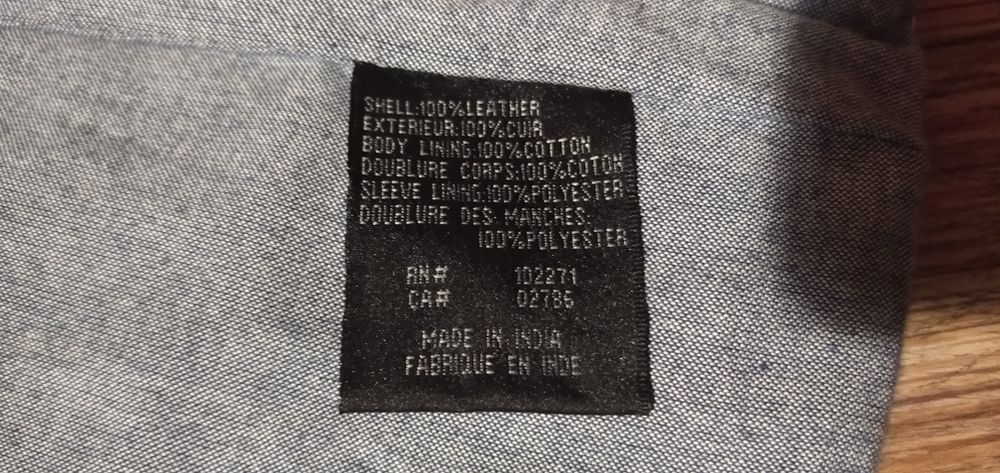 SHELL:100%LEATHER
EXTERIEUR:100%CUIR
BODY LINING:100%COTTON
DOUBLURE CORPS:100%COTON
SLEEVE LINING:100%POLYESTER
DOUBLURE DES MANCHES:
100%POLYESTER
RN# 102271
CA# 02786
MADE IN INDIA
FABRIQUE EN INDE